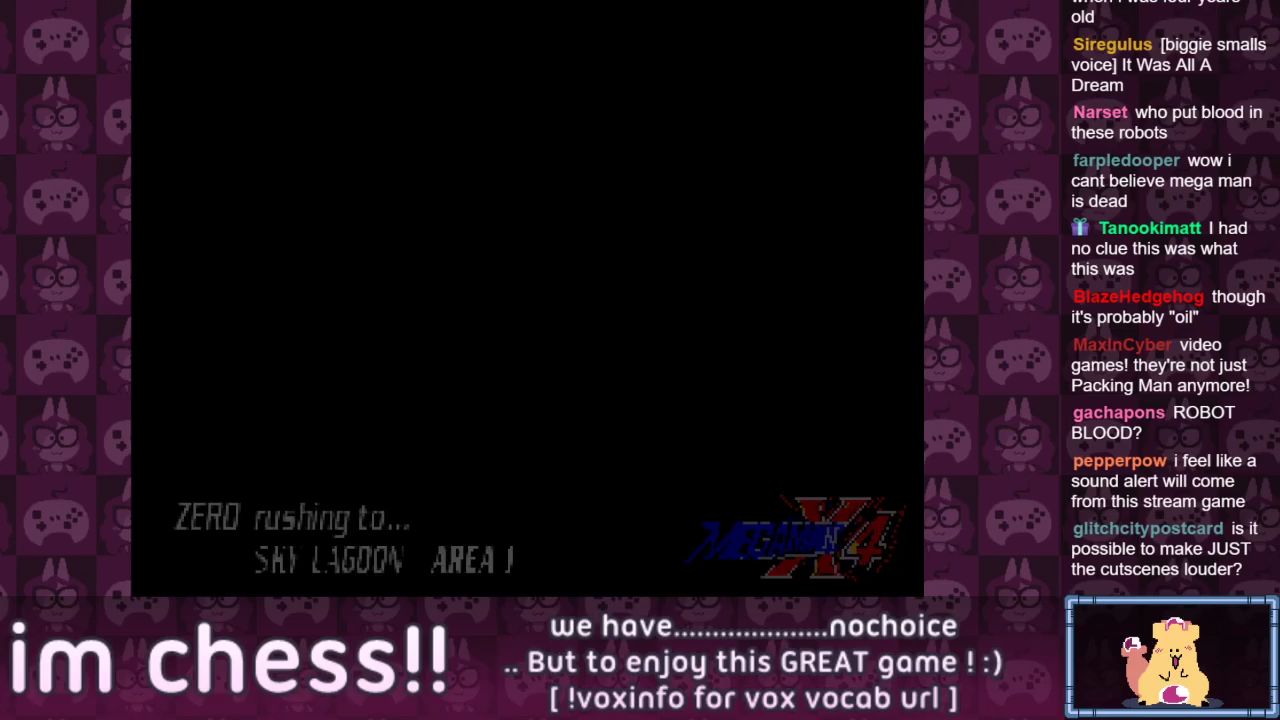 when i was four years
old
Siregulus [biggie smalls
voice] It Was All A
Dream
Narset who put blood in
these robots
farpledooper wow i
cant believe mega man
is dead
Tanookimatt I had
no clue this was what
this was
BlazeHedgehog though
it's probably "oil"
MaxInCyber video
games! they're not just
Packing Man anymore!
gachapons ROBOT
BLOOD?
pepperpow i feel like a
sound alert will come
from this stream game
glitchcitypostcard is it
possible to make JUST
the cutscenes louder?
ZERO rushing to...
SKY LAGOON AREA 1
MEGAMAN X4
im chess!!
we have....................nochoice
.. But to enjoy this GREAT game ! :)
[ !voxinfo for vox vocab url ]